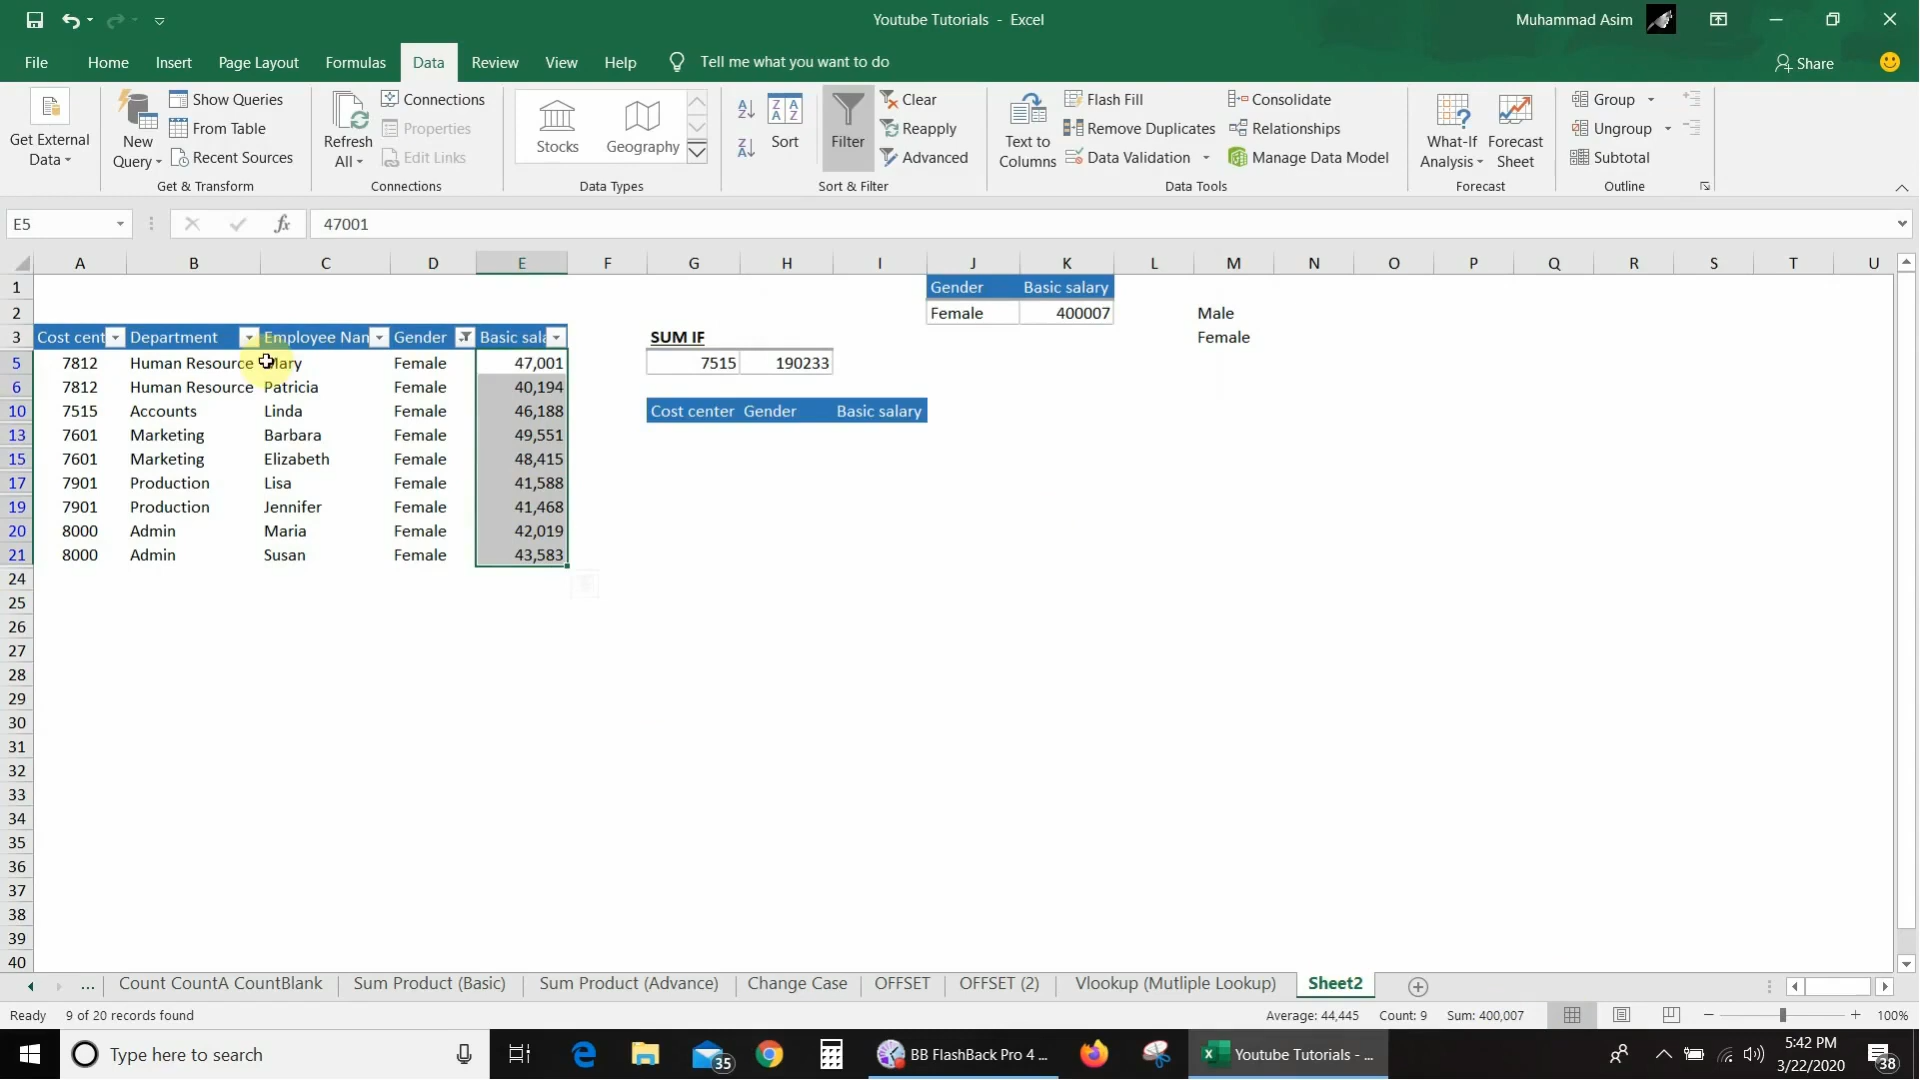 Youtube Tutorials - Excel
Muhammad Asim
File Home Insert Page Layout Formulas Data Review View Help Tell me what you want to do
Share
Get External Data
New Query
Show Queries
From Table
Recent Sources
Get & Transform
Refresh All
Connections
Properties
Edit Links
Connections
Stocks
Geography
Data Types
Sort
Filter
Clear
Reapply
Advanced
Sort & Filter
Text to Columns
Flash Fill
Remove Duplicates
Data Validation
Consolidate
Relationships
Manage Data Model
Data Tools
What-If Analysis
Forecast Sheet
Forecast
Group
Ungroup
Subtotal
Outline
E5 fx 47001
A B C D E F G H I J K L M N O P Q R S T U
1 Gender Basic salary
2 Female 400007 Male
3 Cost cent Department Employee Nan Gender Basic sala SUM IF Female
5 7812 Human Resource Mary Female 47,001 7515 190233
6 7812 Human Resource Patricia Female 40,194
10 7515 Accounts Linda Female 46,188 Cost center Gender Basic salary
13 7601 Marketing Barbara Female 49,551
15 7601 Marketing Elizabeth Female 48,415
17 7901 Production Lisa Female 41,588
19 7901 Production Jennifer Female 41,468
20 8000 Admin Maria Female 42,019
21 8000 Admin Susan Female 43,583
24
25
26
27
28
29
30
31
32
33
34
35
36
37
38
39
40
... Count CountA CountBlank Sum Product (Basic) Sum Product (Advance) Change Case OFFSET OFFSET (2) Vlookup (Mutliple Lookup) Sheet2
Ready 9 of 20 records found Average: 44,445 Count: 9 Sum: 400,007 100%
Type here to search 35 BB FlashBack Pro 4 ... Youtube Tutorials - ... 5:42 PM
3/22/2020 38